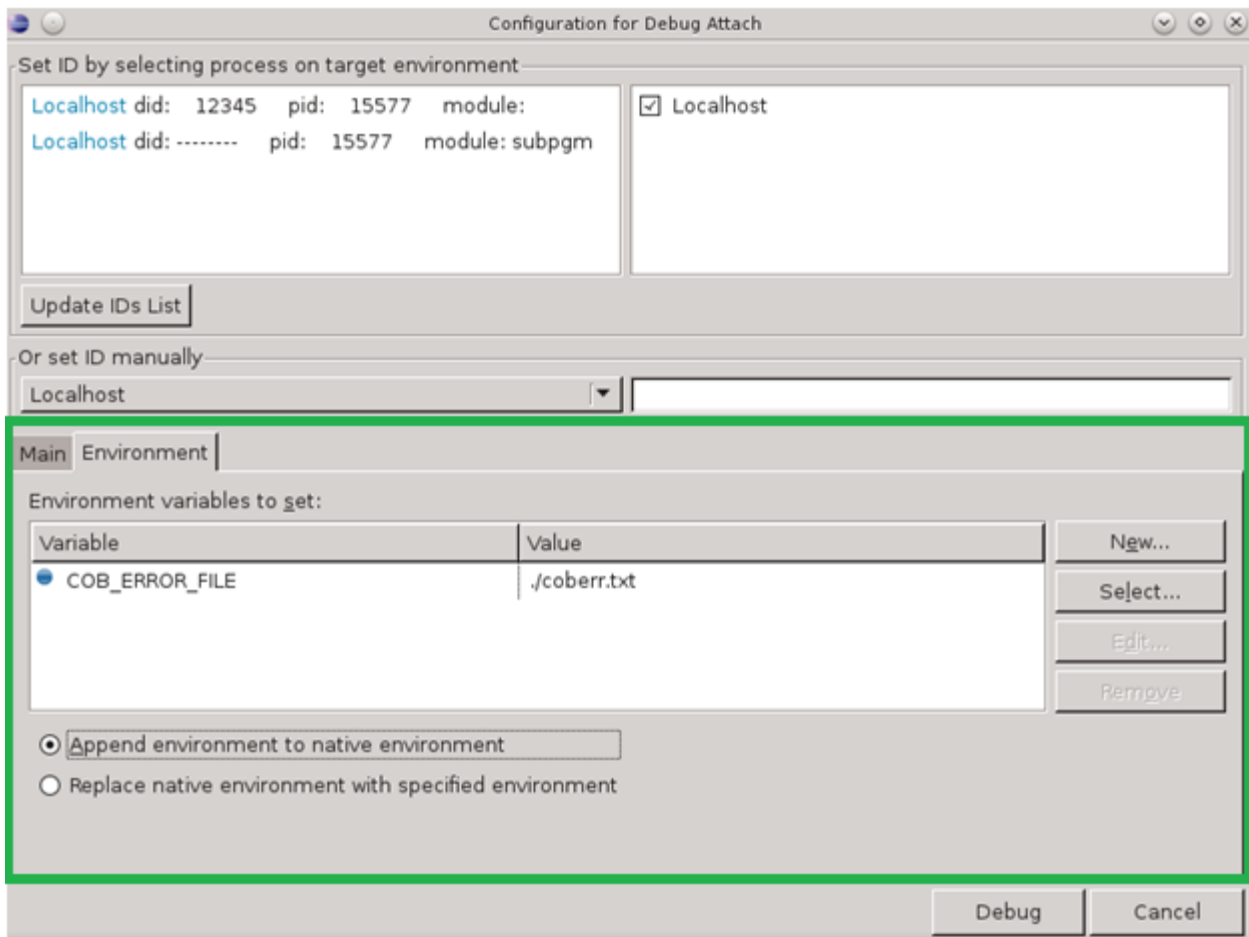 Configuration for Debug Attach
Set ID by selecting process on target environment
Localhost did: 12345 pid: 15577 module:
Localhost did: -------- pid: 15577 module: subpgm
Localhost
Update IDs List
Or set ID manually
Localhost
Main Environment
Environment variables to set:
Variable Value
COB_ERROR_FILE ./coberr.txt
New...
Select...
Edit...
Remove
Append environment to native environment
Replace native environment with specified environment
Debug Cancel